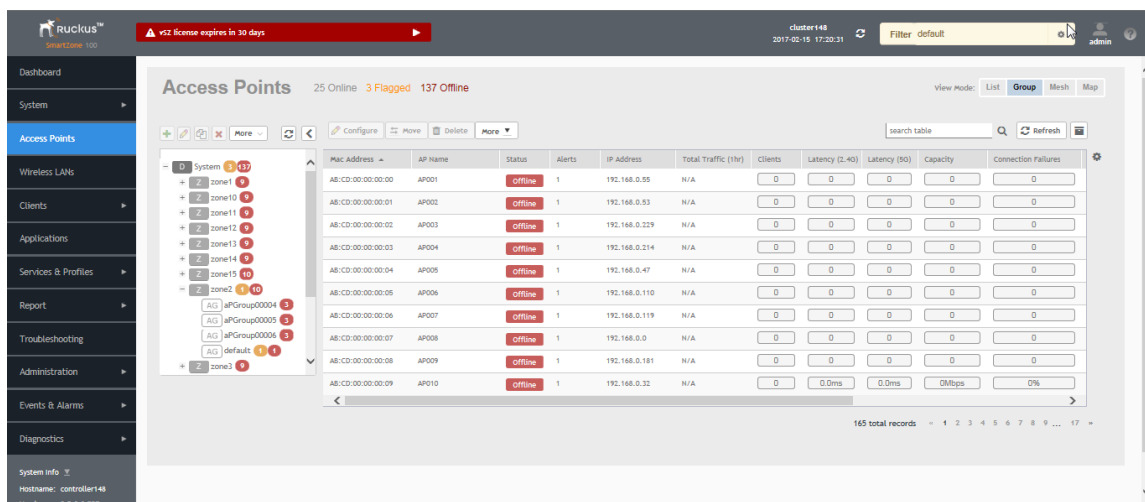 Ruckus™
SmartZone 100
vSZ license expires in 30 days
cluster148
2017-02-15 17:20:31
Filter default
admin
Dashboard
System
Access Points
Wireless LANs
Clients
Applications
Services & Profiles
Report
Troubleshooting
Administration
Events & Alarms
Diagnostics
System Info
Hostname: controller148
Access Points 25 Online 3 Flagged 137 Offline
View Mode: List Group Mesh Map
More
Configure Move Delete More
search table
Refresh
D System 3 137
Z zone1 9
Z zone10 9
Z zone11 9
Z zone12 9
Z zone13 9
Z zone14 9
Z zone15 10
Z zone2 1 10
AG aPGroup00004 3
AG aPGroup00005 3
AG aPGroup00006 3
AG default 1 1
Z zone3 9
Mac Address AP Name Status Alerts IP Address Total Traffic (1hr) Clients Latency (2.4G) Latency (5G) Capacity Connection Failures
AB:CD:00:00:00:00 AP001 Offline 1 192.168.0.55 N/A 0 0 0 0 0
AB:CD:00:00:00:01 AP002 Offline 1 192.168.0.53 N/A 0 0 0 0 0
AB:CD:00:00:00:02 AP003 Offline 1 192.168.0.229 N/A 0 0 0 0 0
AB:CD:00:00:00:03 AP004 Offline 1 192.168.0.214 N/A 0 0 0 0 0
AB:CD:00:00:00:04 AP005 Offline 1 192.168.0.47 N/A 0 0 0 0 0
AB:CD:00:00:00:05 AP006 Offline 1 192.168.0.110 N/A 0 0 0 0 0
AB:CD:00:00:00:06 AP007 Offline 1 192.168.0.119 N/A 0 0 0 0 0
AB:CD:00:00:00:07 AP008 Offline 1 192.168.0.0 N/A 0 0 0 0 0
AB:CD:00:00:00:08 AP009 Offline 1 192.168.0.181 N/A 0 0 0 0 0
AB:CD:00:00:00:09 AP010 Offline 1 192.168.0.32 N/A 0 0.0ms 0.0ms 0Mbps 0%
165 total records « 1 2 3 4 5 6 7 8 9 ... 17 »